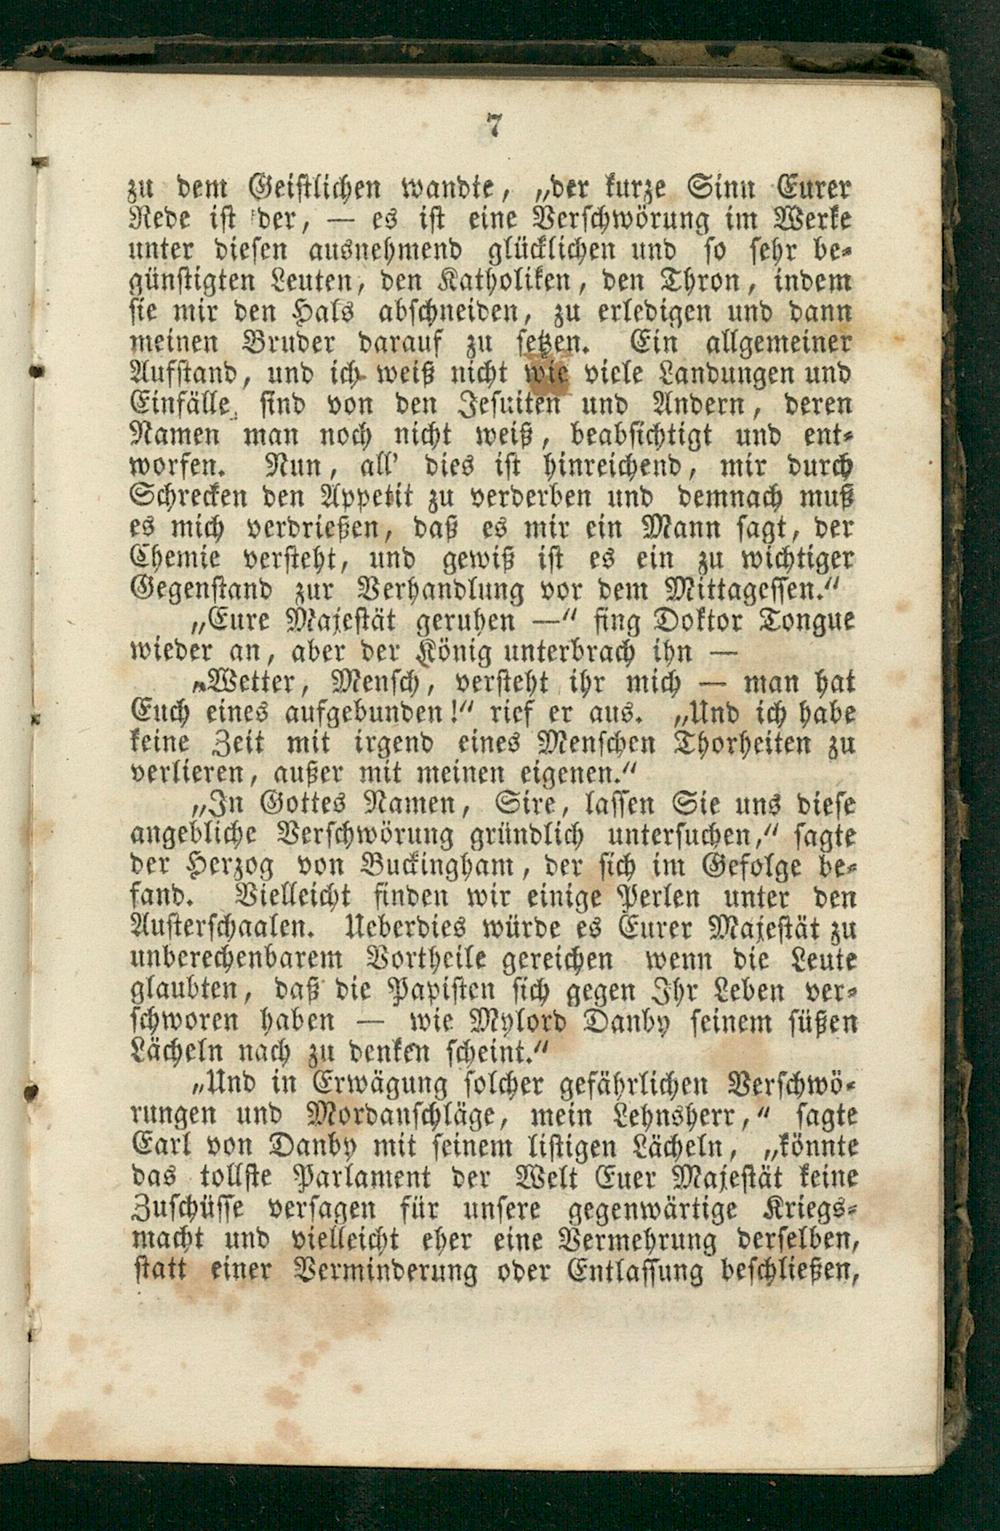 7
zu dem Geistlichen wandte, „der kurze Sinn Eurer
Rede ist der, — es ist eine Verschwörung im Werke
unter diesen ausnehmend glücklichen und so sehr be-
günstigten Leuten, den Katholiken, den Thron, indem
sie mir den Hals abschneiden, zu erledigen und dann
meinen Bruder darauf zu setzen. Ein allgemeiner
Aufstand, und ich weiß nicht wie viele Landungen und
Einfälle, sind von den Jesuiten und Andern, deren
Namen man noch nicht weiß, beabsichtigt und ent-
worfen. Nun, all' dies ist hinreichend, mir durch
Schrecken den Appetit zu verderben und demnach muß
es mich verdrießen, daß es mir ein Mann sagt, der
Chemie versteht, und gewiß ist es ein zu wichtiger
Gegenstand zur Verhandlung vor dem Mittagessen.“
„Eure Majestät geruhen —“ fing Doktor Tongue
wieder an, aber der König unterbrach ihn —
„Wetter, Mensch, versteht ihr mich — man hat
Euch eines aufgebunden!“ rief er aus. „Und ich habe
keine Zeit mit irgend eines Menschen Thorheiten zu
verlieren, außer mit meinen eigenen.“
„In Gottes Namen, Sire, lassen Sie uns diese
angebliche Verschwörung gründlich untersuchen,“ sagte
der Herzog von Buckingham, der sich im Gefolge be-
fand. Vielleicht finden wir einige Perlen unter den
Austerschaalen. Ueberdies würde es Eurer Majestät zu
unberechenbarem Vortheile gereichen wenn die Leute
glaubten, daß die Papisten sich gegen Ihr Leben ver-
schworen haben — wie Mylord Danby seinem süßen
Lächeln nach zu denken scheint.“
„Und in Erwägung solcher gefährlichen Verschwö-
rungen und Mordanschläge, mein Lehnsherr,“ sagte
Earl von Danby mit seinem listigen Lächeln, „könnte
das tollste Parlament der Welt Euer Majestät keine
Zuschüsse versagen für unsere gegenwärtige Kriegs-
macht und vielleicht eher eine Vermehrung derselben,
statt einer Verminderung oder Entlassung beschließen,